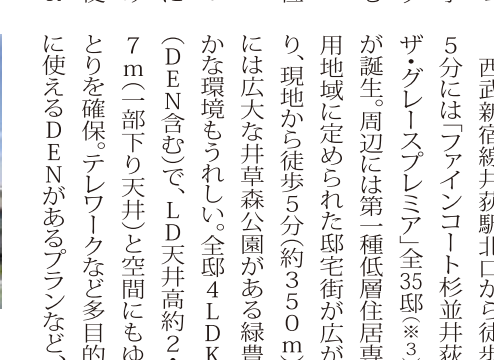 西武新宿線井荻駅北口から徒歩
5分には「ファインコート杉並井荻
ザ・グレースプレミア」全35邸（※3
が誕生。周辺には第一種低層住居専
用地域に定められた邸宅街が広が
り、現地から徒歩5分（約350m）
には広大な井草森公園がある緑豊
かな環境もうれしい。全邸4LDK
（DEN含む）で、LD天井高約2.
7m（一部下り天井）と空間にもゆ
とりを確保。テレワークなど多目的
に使えるDENがあるプランなど、